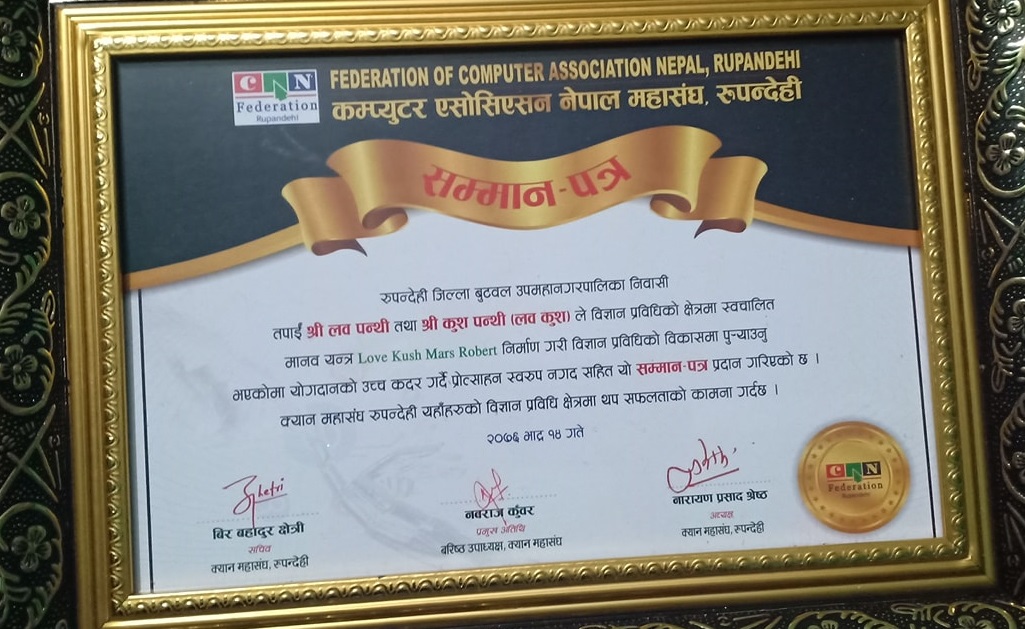 CAN
Federation
Rupandehi
FEDERATION OF COMPUTER ASSOCIATION NEPAL, RUPANDEHI
कम्प्युटर एसोसिएसन नेपाल महासंघ, रूपन्देही
सम्मान-पत्र
रुपन्देही जिल्ला बुटवल उपमहानगरपालिका निवासी
तपाई श्री लव पन्थी तथा श्री कुश पन्थी (लव कुश) ले विज्ञान प्रविधिको क्षेत्रमा स्वचालित
मानव यन्त्र Love Kush Mars Robert निर्माण गरी विज्ञान प्रविधिको विकासमा पुऱ्याउनु
भएकोमा योगदानको उच्च कदर गर्दै प्रोत्साहन स्वरुप नगद सहित यो सम्मान-पत्र प्रदान गरिएको छ ।
क्यान महासंघ रुपन्देही यहाँहरुको विज्ञान प्रविधि क्षेत्रमा थप सफलताको कामना गर्दछ ।
२०७६ भाद्र १४ गते
बिर बहादुर क्षेत्री
सचिव
क्यान महासंघ, रूपन्देही
नवराज कुंवर
प्रमुख अतिथि
बरिष्ठ उपाध्यक्ष, क्यान महासंघ
नारायण प्रसाद श्रेष्ठ
अध्यक्ष
क्यान महासंघ, रूपन्देही
CAN
Federation
Rupandehi